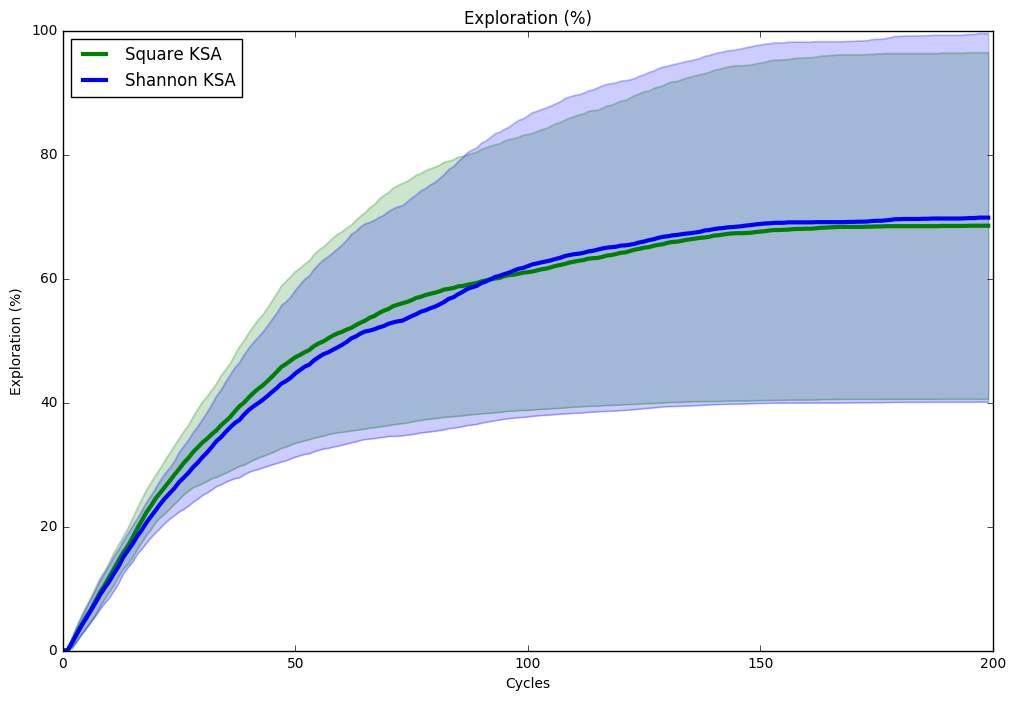 Exploration (%)
Square KSA
Shannon KSA
100
80
60
40
20
0
Exploration (%)
0 50 100 150 200
Cycles